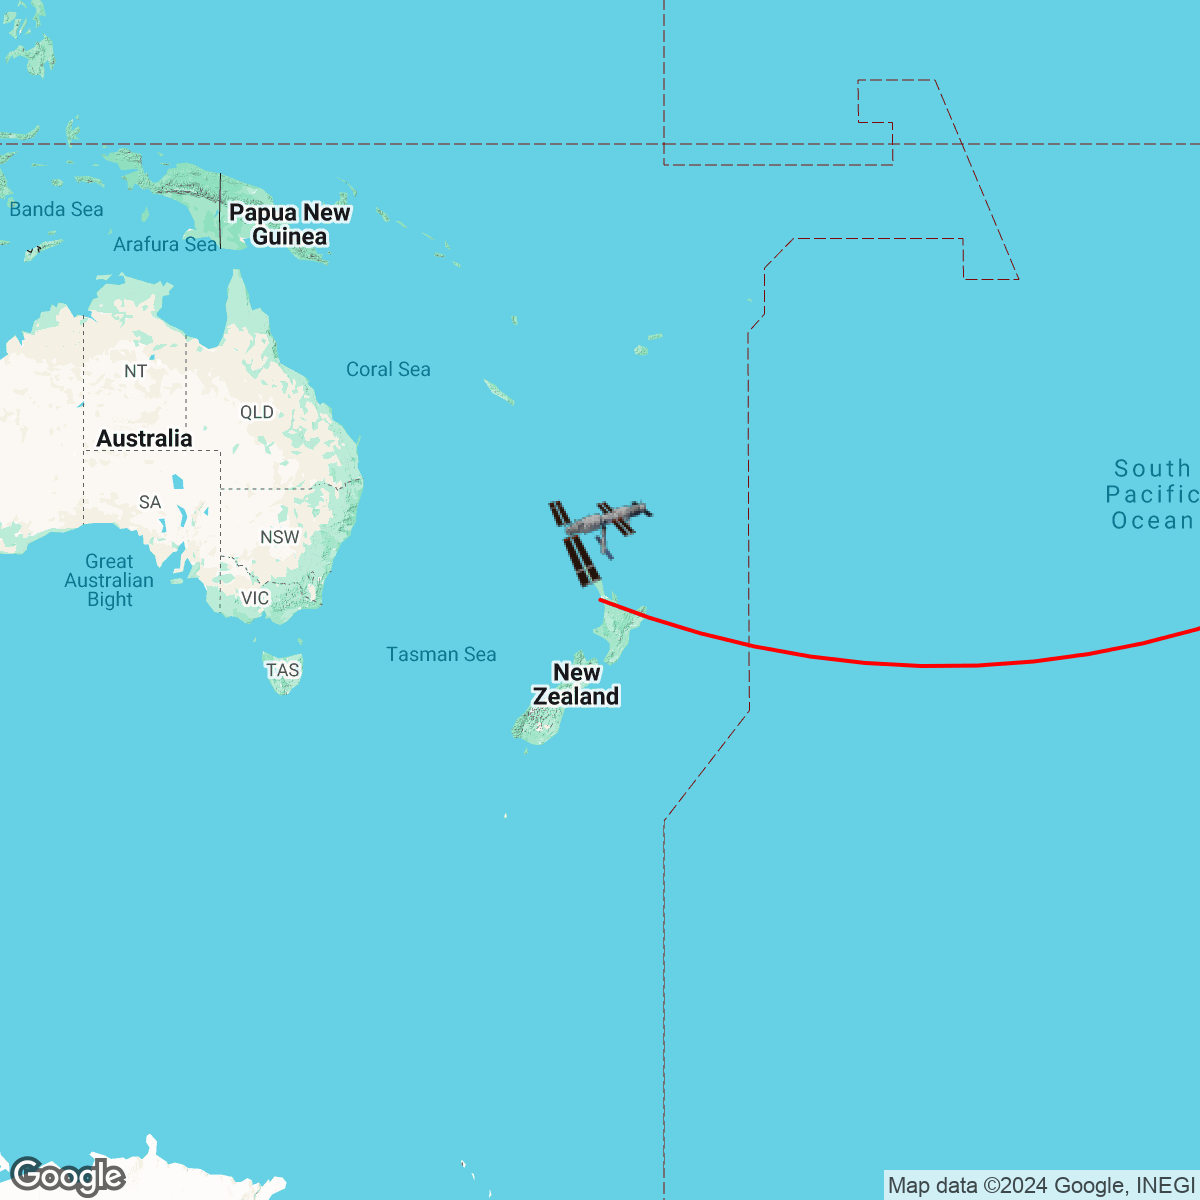 Banda Sea
Papua New
Guinea
Arafura Sea
NT
Coral Sea
QLD
Australia
South
Pacific
Ocean
SA
NSW
Great
Australian
Bight
VIC
Tasman Sea
TAS
New
Zealand
Google
Map data ©2024 Google, INEGI